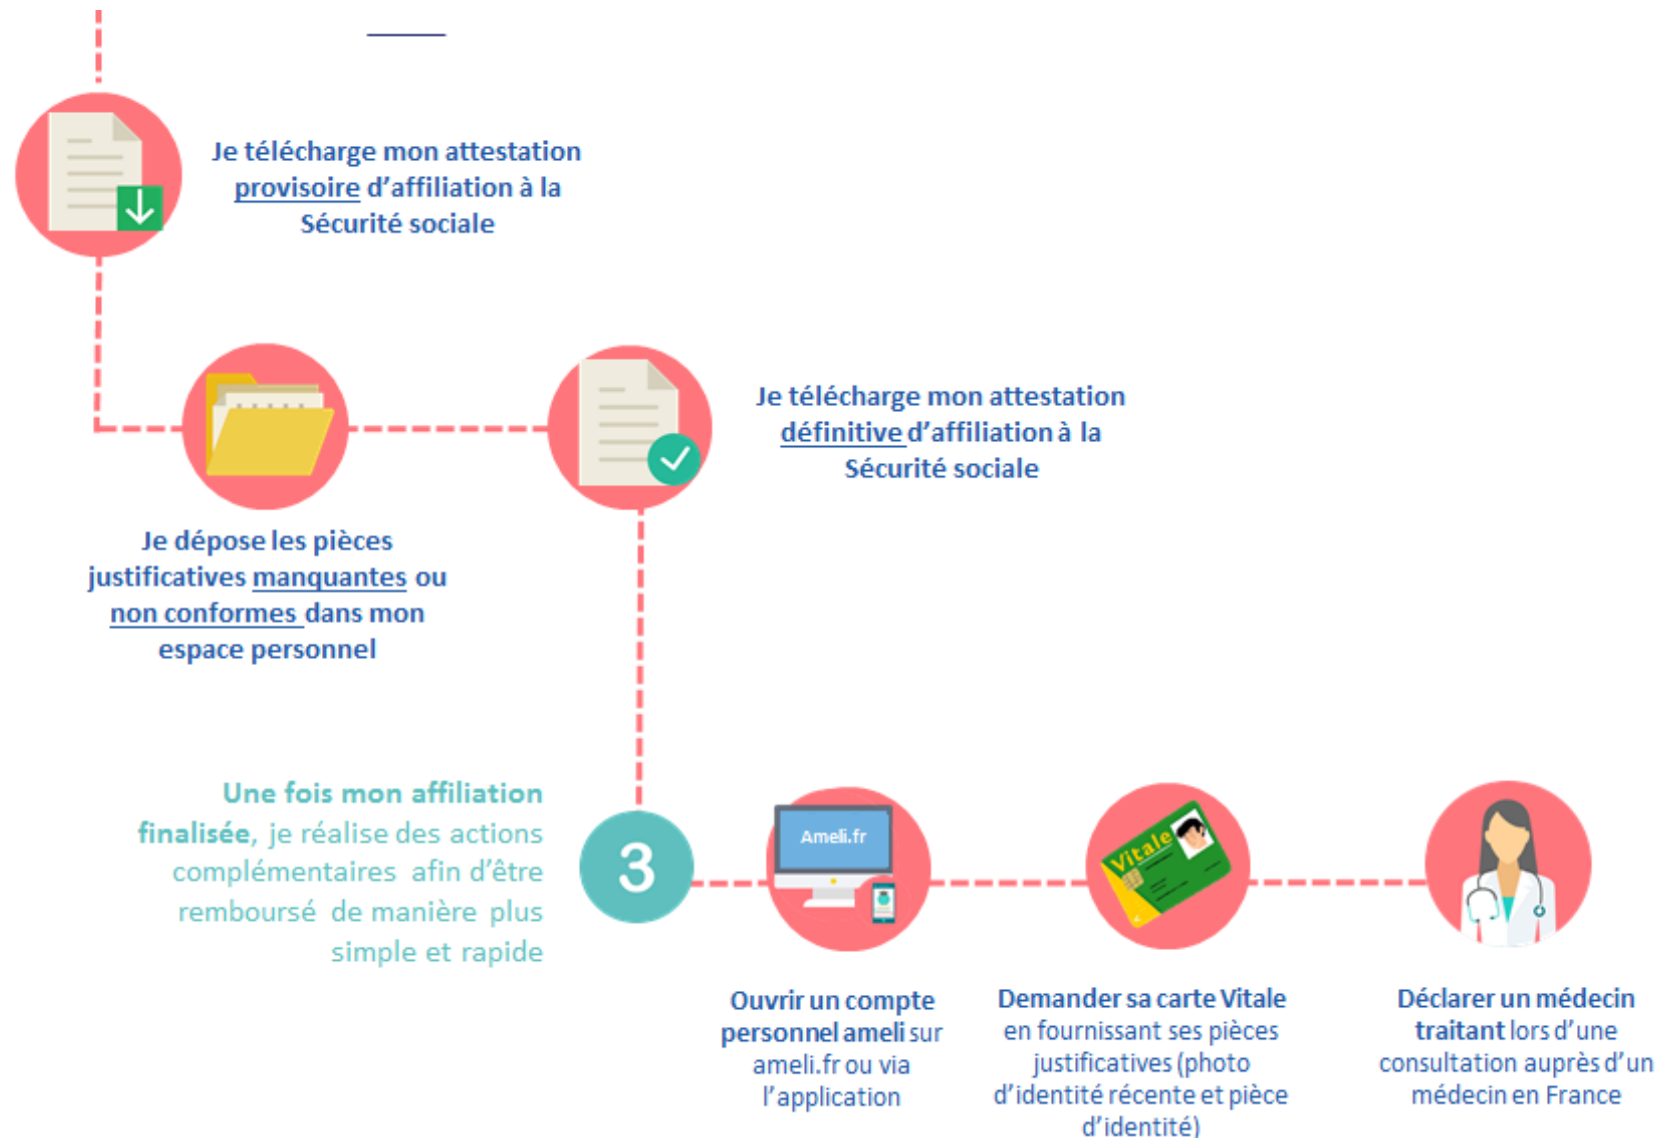 Je télécharge mon attestation
provisoire d’affiliation à la
Sécurité sociale
Je télécharge mon attestation
définitive d’affiliation à la
Sécurité sociale
Je dépose les pièces
justificatives manquantes ou
non conformes dans mon
espace personnel
Une fois mon affiliation
finalisée, je réalise des actions
complémentaires afin d’être
remboursé de manière plus
simple et rapide
3
Ameli.fr
Vitale
Ouvrir un compte
personnel ameli sur
ameli.fr ou via
l’application
Demander sa carte Vitale
en fournissant ses pièces
justificatives (photo
d’identité récente et pièce
d’identité)
Déclarer un médecin
traitant lors d’une
consultation auprès d’un
médecin en France